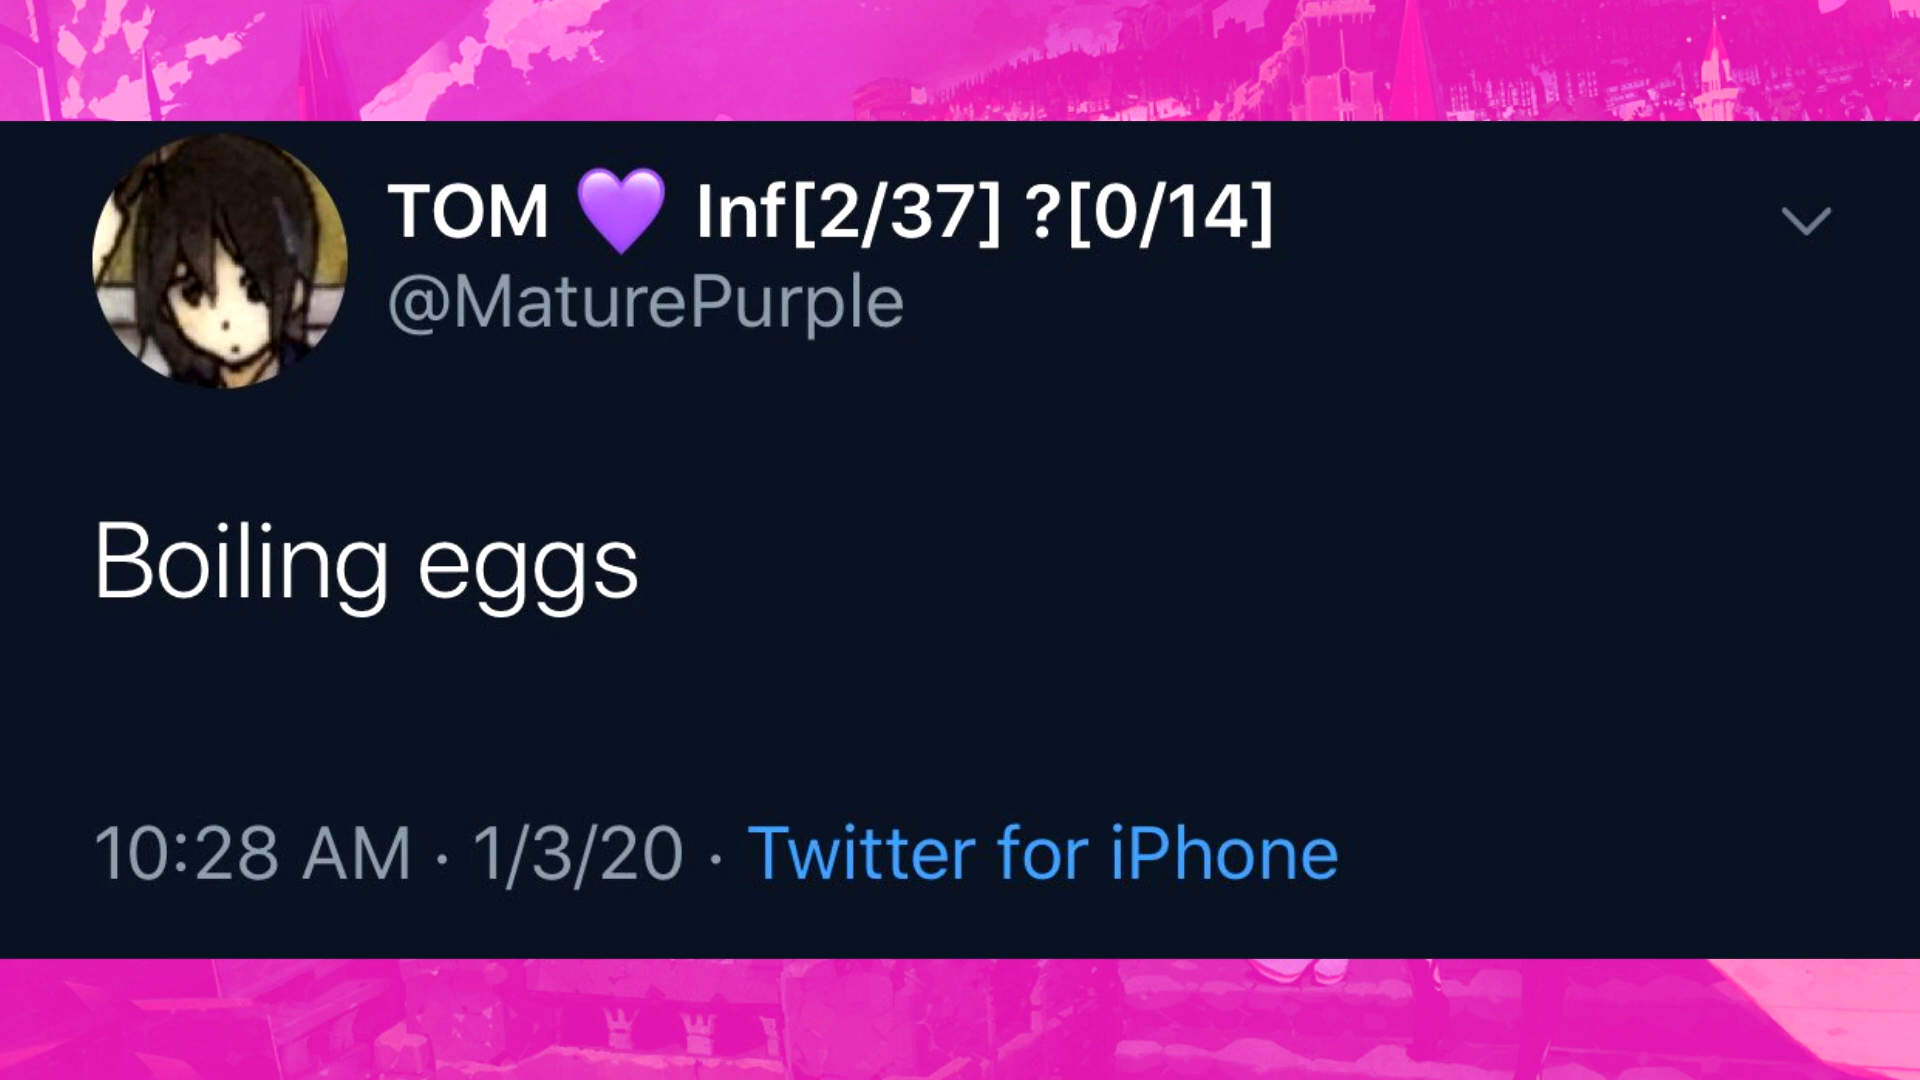 TOM 💜 Inf[2/37] ?[0/14]
@MaturePurple
Boiling eggs
10:28 AM · 1/3/20 · Twitter for iPhone